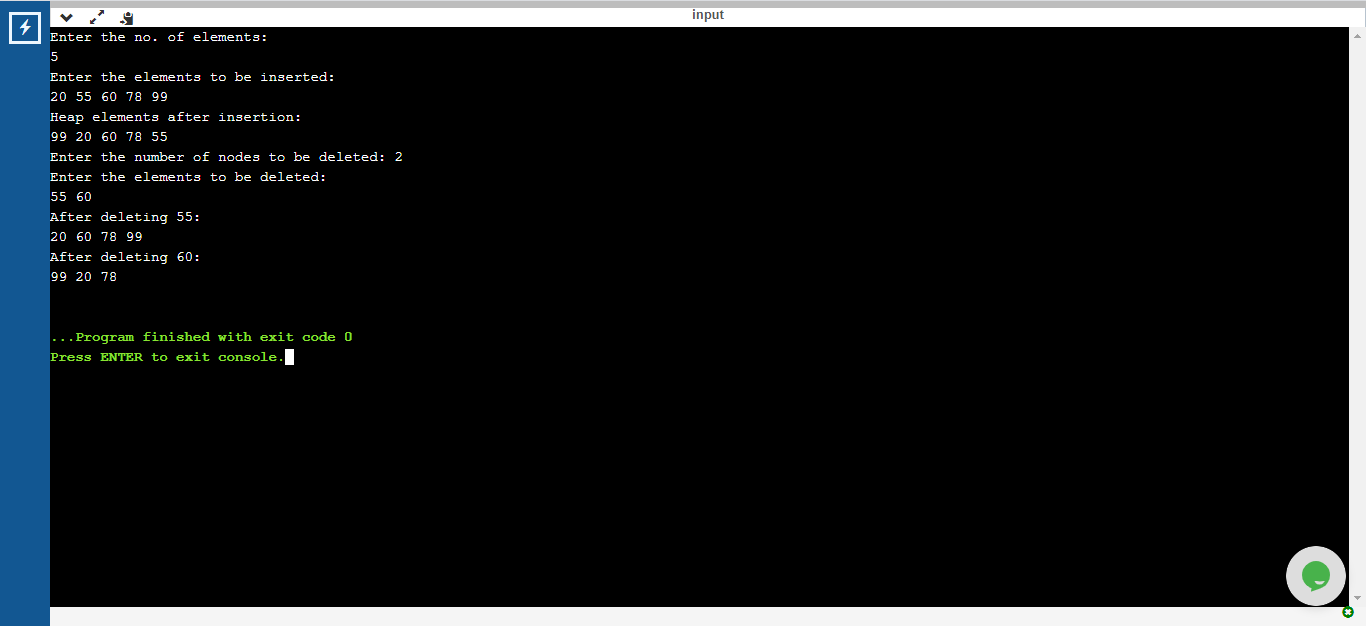 input
Enter the no. of elements:
5
Enter the elements to be inserted:
20 55 60 78 99
Heap elements after insertion:
99 20 60 78 55
Enter the number of nodes to be deleted: 2
Enter the elements to be deleted:
55 60
After deleting 55:
20 60 78 99
After deleting 60:
99 20 78
...Program finished with exit code 0
Press ENTER to exit console.